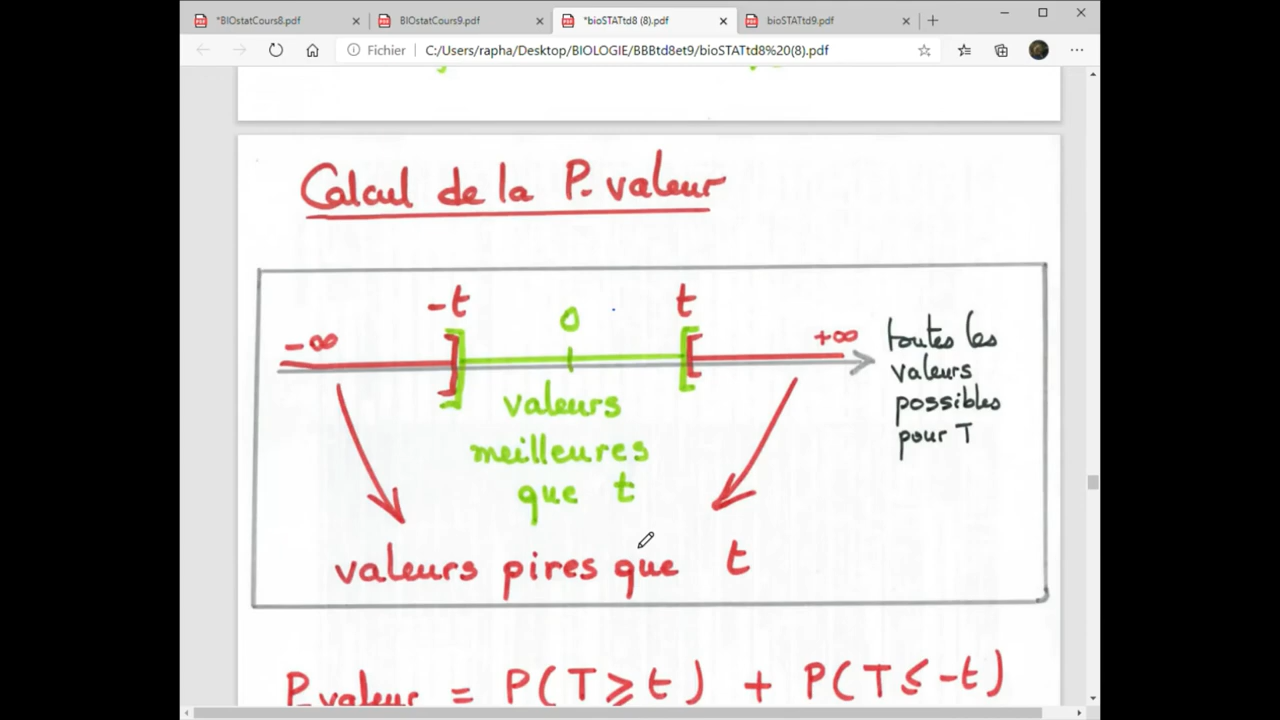 *BIOstatCours8.pdf
BIOstatCours9.pdf
*bioSTATtd8 (8).pdf
bioSTATtd9.pdf
Fichier
C:/Users/rapha/Desktop/BIOLOGIE/BBBtd8et9/bioSTATtd8%20(8).pdf
Calcul de la P-valeur
-t
0
t
-∞
+∞
toutes les
valeurs
possibles
pour T
valeurs
meilleures
que t
valeurs pires que t
P.valeur = P(T ⩾ t) + P(T ⩽ -t)